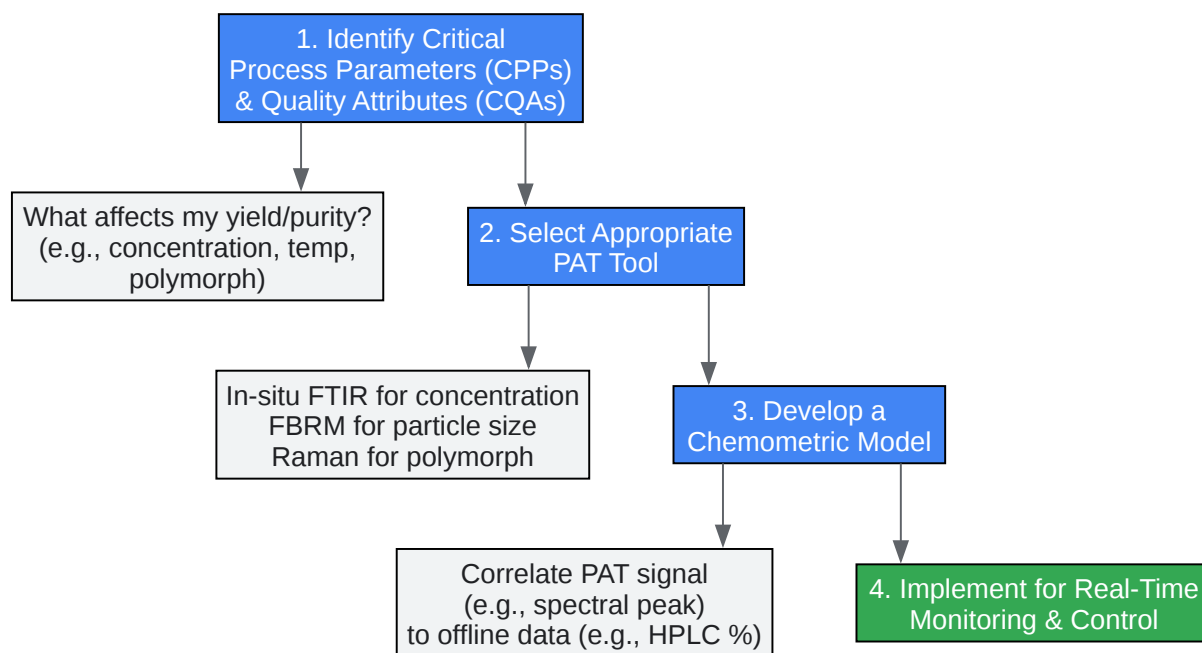 1. Identify Critical
Process Parameters (CPPs)
& Quality Attributes (CQAs)
What affects my yield/purity?
(e.g., concentration, temp,
polymorph)
2. Select Appropriate
PAT Tool
In-situ FTIR for concentration
FBRM for particle size
Raman for polymorph
3. Develop a
Chemometric Model
Correlate PAT signal
(e.g., spectral peak)
to offline data (e.g., HPLC %)
4. Implement for Real-Time
Monitoring & Control